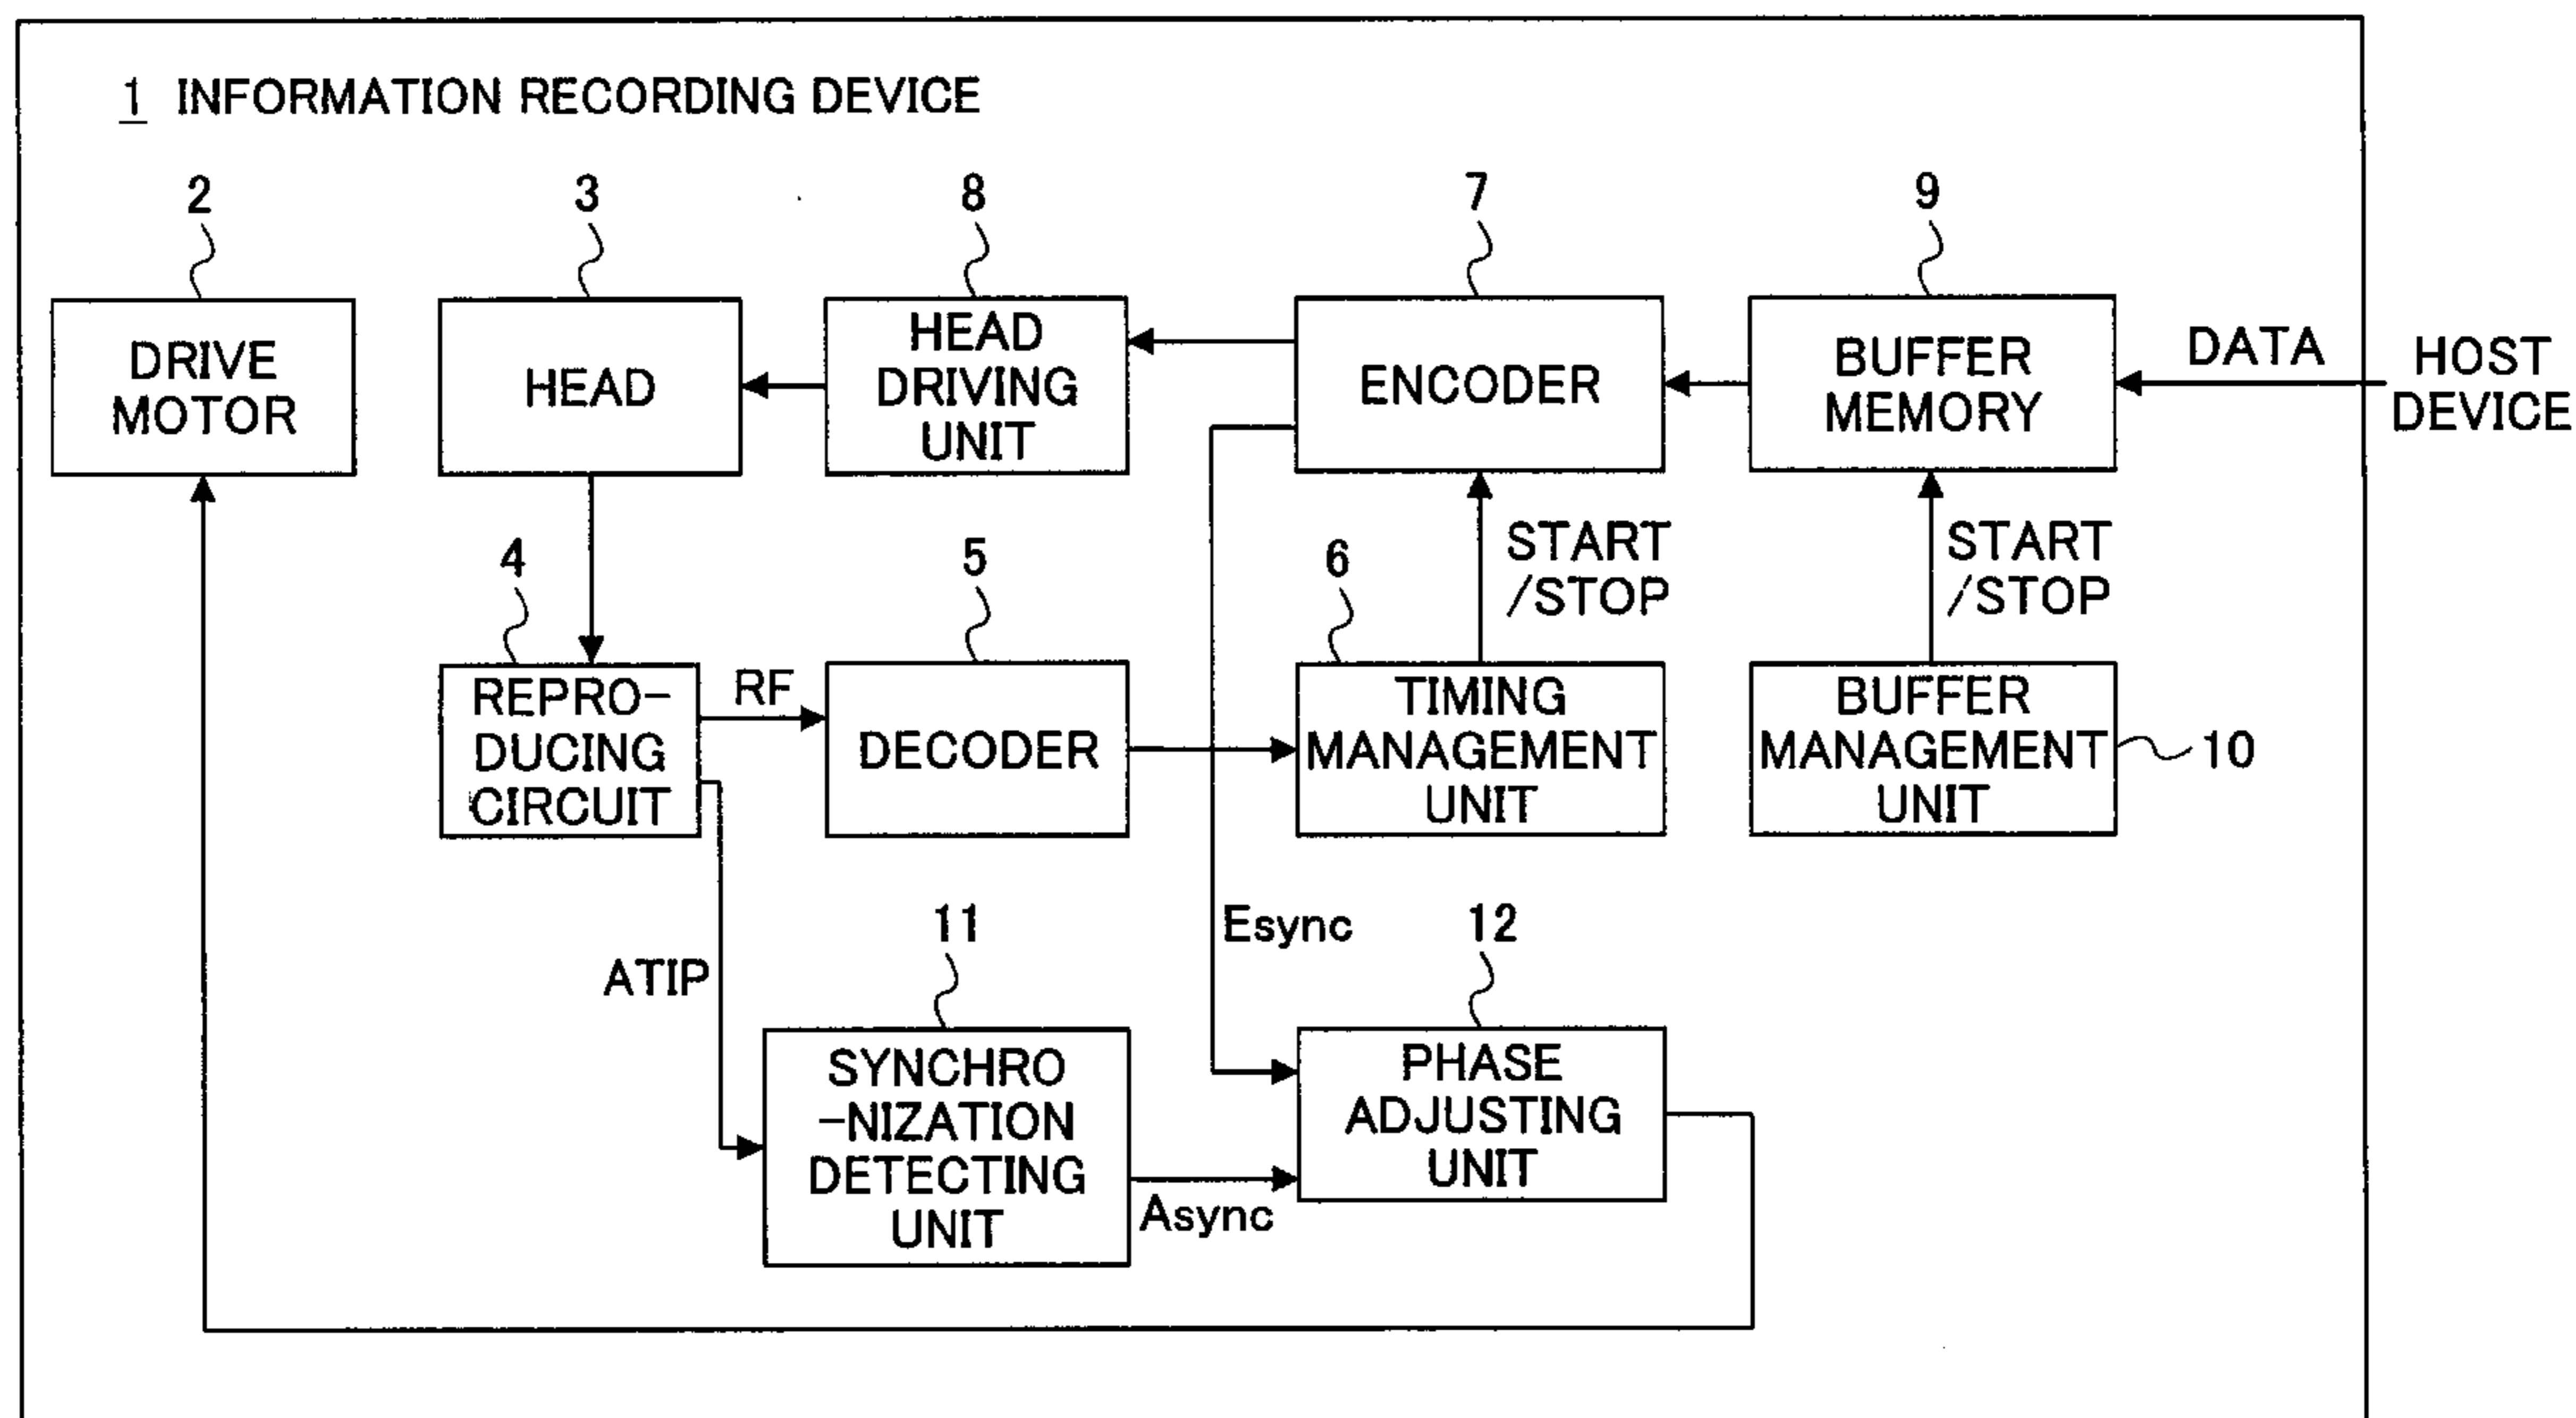 1 INFORMATION RECORDING DEVICE
2
3
8
7
9
DRIVE
MOTOR
HEAD
HEAD
DRIVING
UNIT
ENCODER
BUFFER
MEMORY
DATA
HOST
DEVICE
4
5
6
START
/STOP
START
/STOP
REPRO-
DUCING
CIRCUIT
RF
DECODER
TIMING
MANAGEMENT
UNIT
BUFFER
MANAGEMENT
UNIT
10
ATIP
11
Esync
12
SYNCHRO
-NIZATION
DETECTING
UNIT
Async
PHASE
ADJUSTING
UNIT